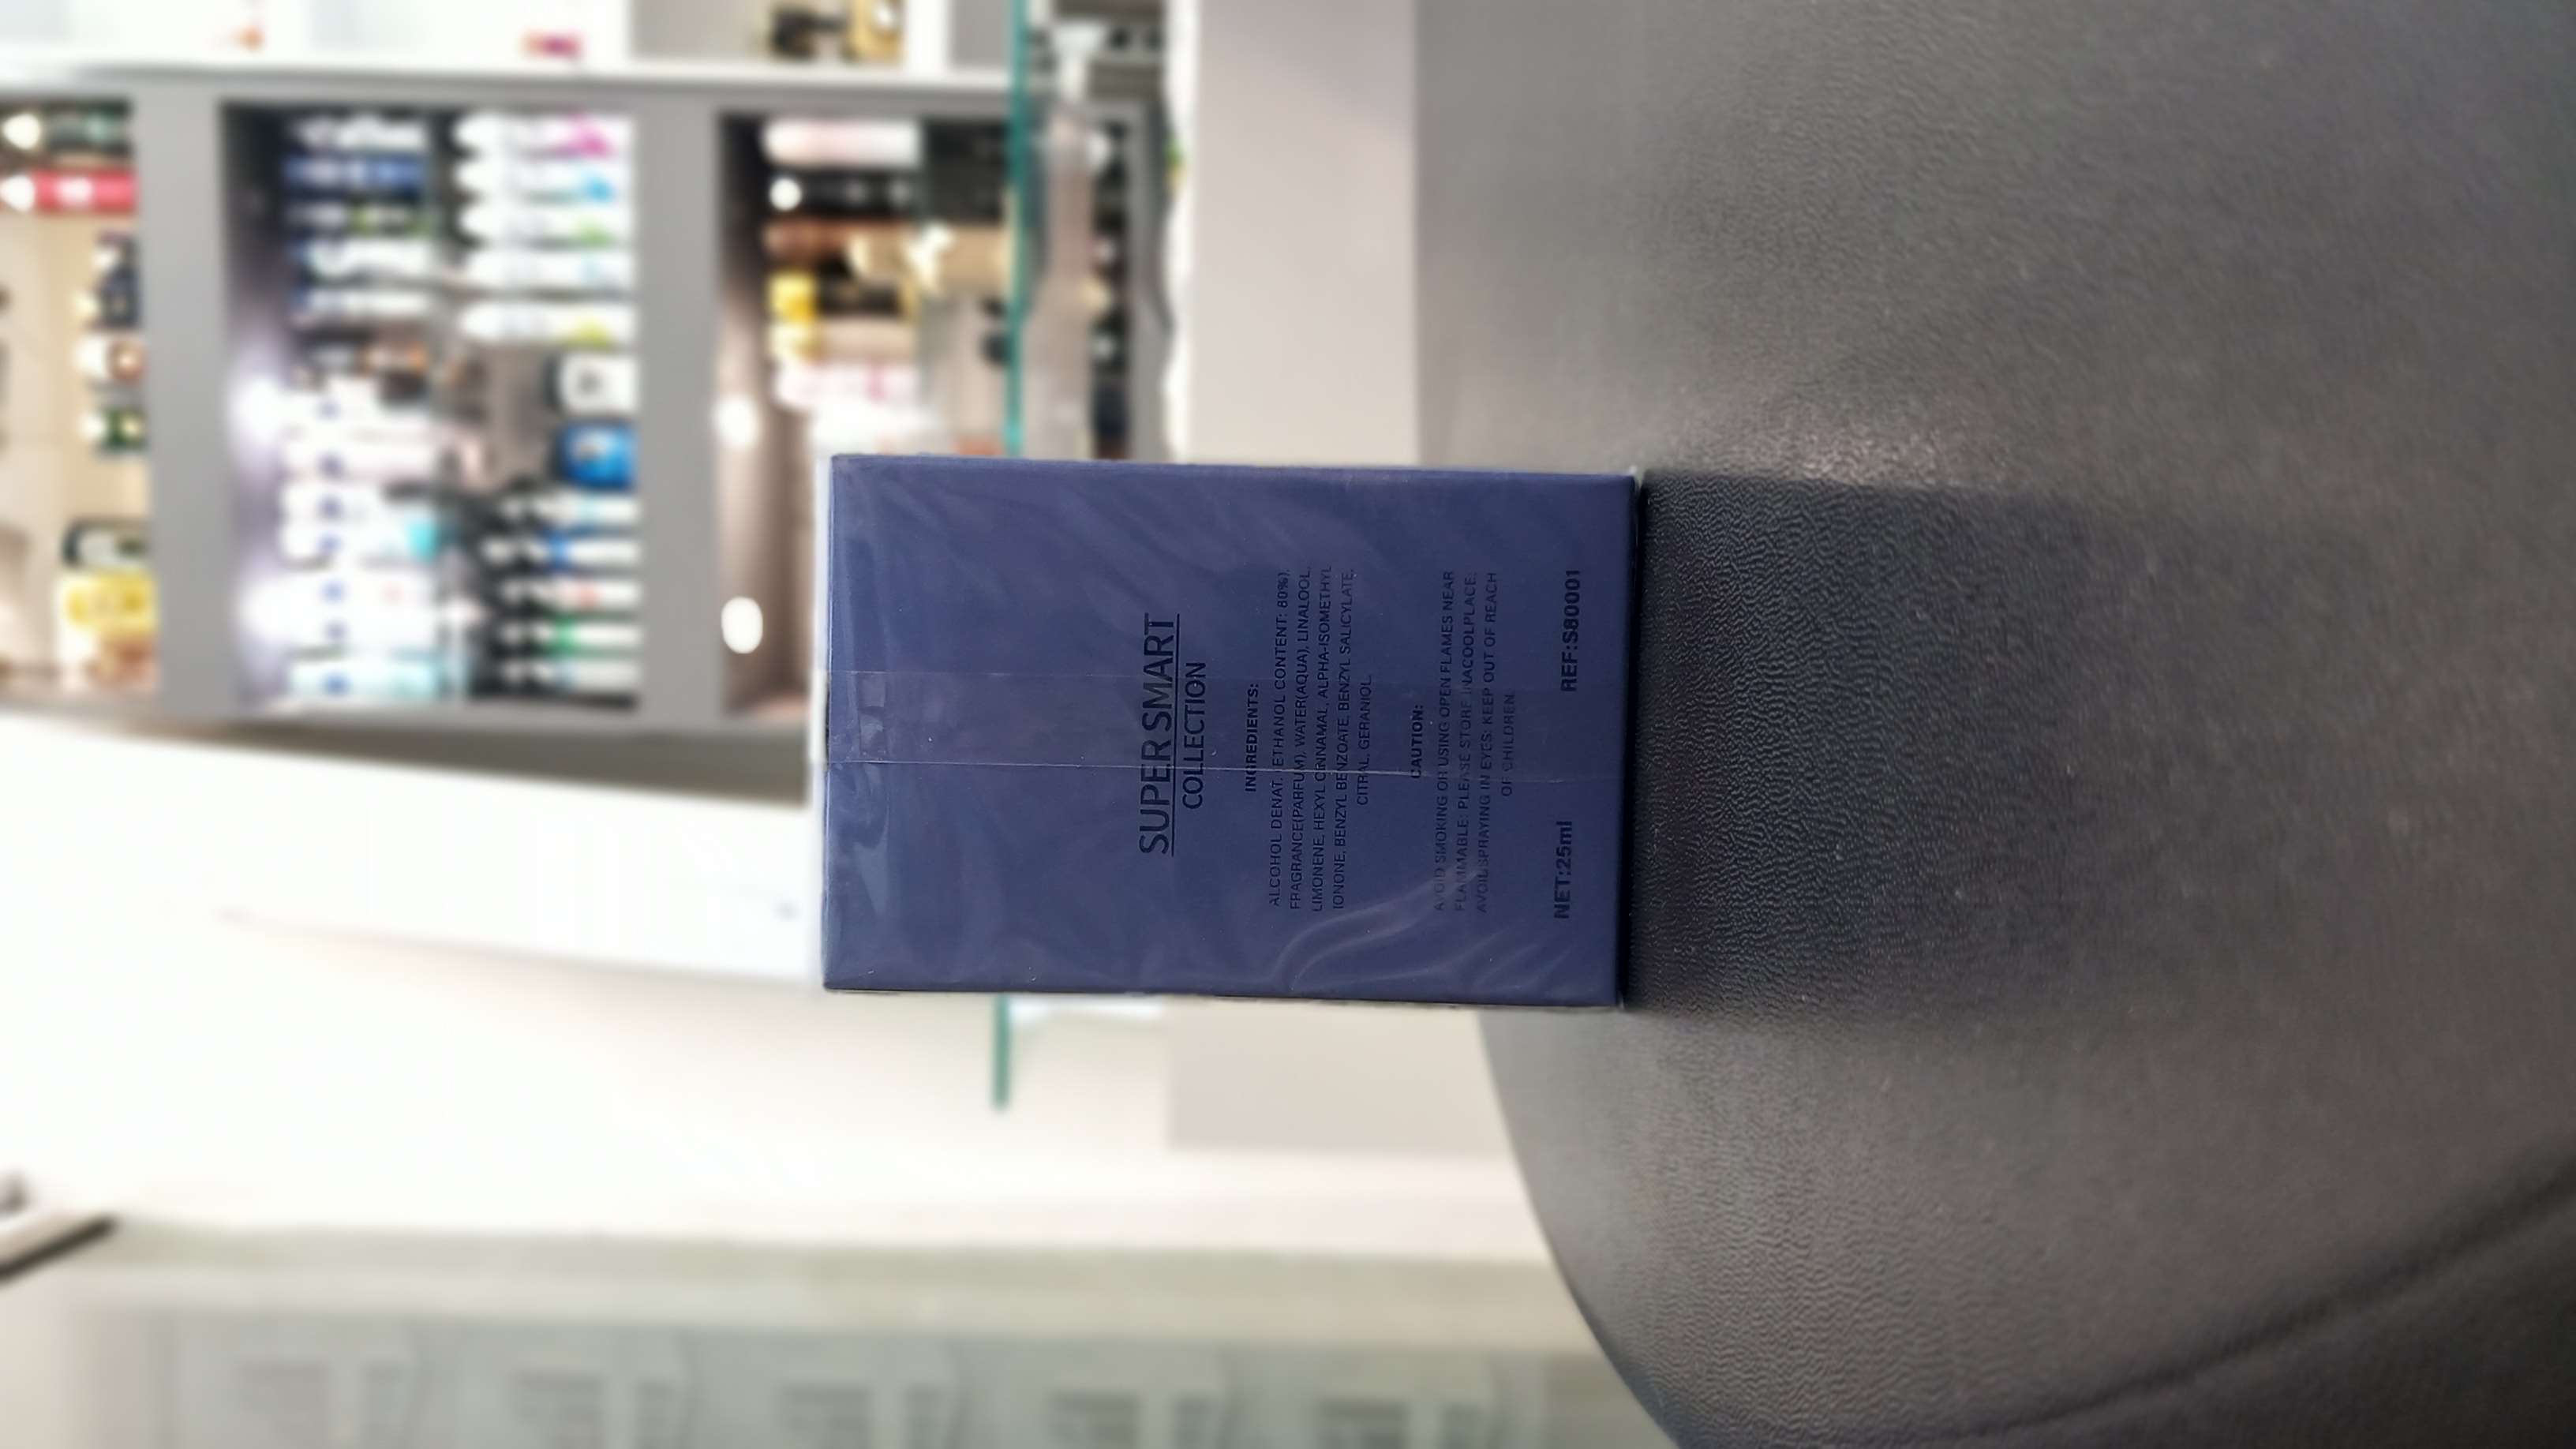 SUPER SMART
COLLECTION
INGREDIENTS:
ALCOHOL DENAT. (ETHANOL CONTENT: 80%),
FRAGRANCE(PARFUM), WATER(AQUA), LINALOOL,
LIMONENE, HEXYL CINNAMAL, ALPHA-ISOMETHYL
IONONE, BENZYL BENZOATE, BENZYL SALICYLATE,
CITRAL, GERANIOL.
CAUTION:
AVOID SMOKING OR USING OPEN FLAMES NEAR
FLAMMABLE: PLEASE STORE INACOOLPLACE;
AVOID SPRAYING IN EYES: KEEP OUT OF REACH
OF CHILDREN.
NET:25ml REF:S80001